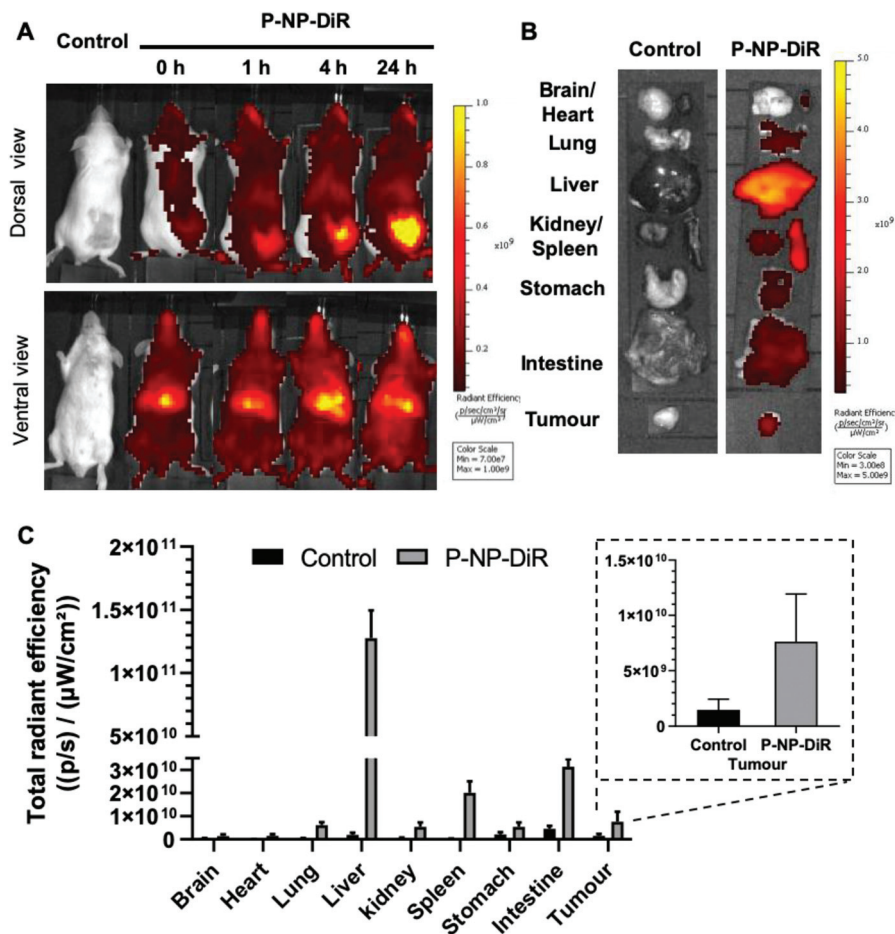 A
P-NP-DiR
Control
0 h
1 h
4 h
24 h
Dorsal view
Ventral view
1.0
0.8
0.6
x10⁹
0.4
0.2
Radiant Efficiency
(p/sec/cm²/sr
µW/cm²)
Color Scale
Min = 7.00e7
Max = 1.00e9
B
Control
P-NP-DiR
Brain/
Heart
Lung
Liver
Kidney/
Spleen
Stomach
Intestine
Tumour
5.0
4.0
3.0
x10⁹
2.0
1.0
Radiant Efficiency
(p/sec/cm²/sr
µW/cm²)
Color Scale
Min = 3.00e8
Max = 5.00e9
C
Control
P-NP-DiR
Total radiant efficiency
((p/s) / (µW/cm²))
2×10¹¹
1.5×10¹¹
1×10¹¹
5×10¹⁰
3×10¹⁰
2×10¹⁰
1×10¹⁰
0
Brain
Heart
Lung
Liver
kidney
Spleen
Stomach
Intestine
Tumour
1.5×10¹⁰
1×10¹⁰
5×10⁹
0
Control
P-NP-DiR
Tumour